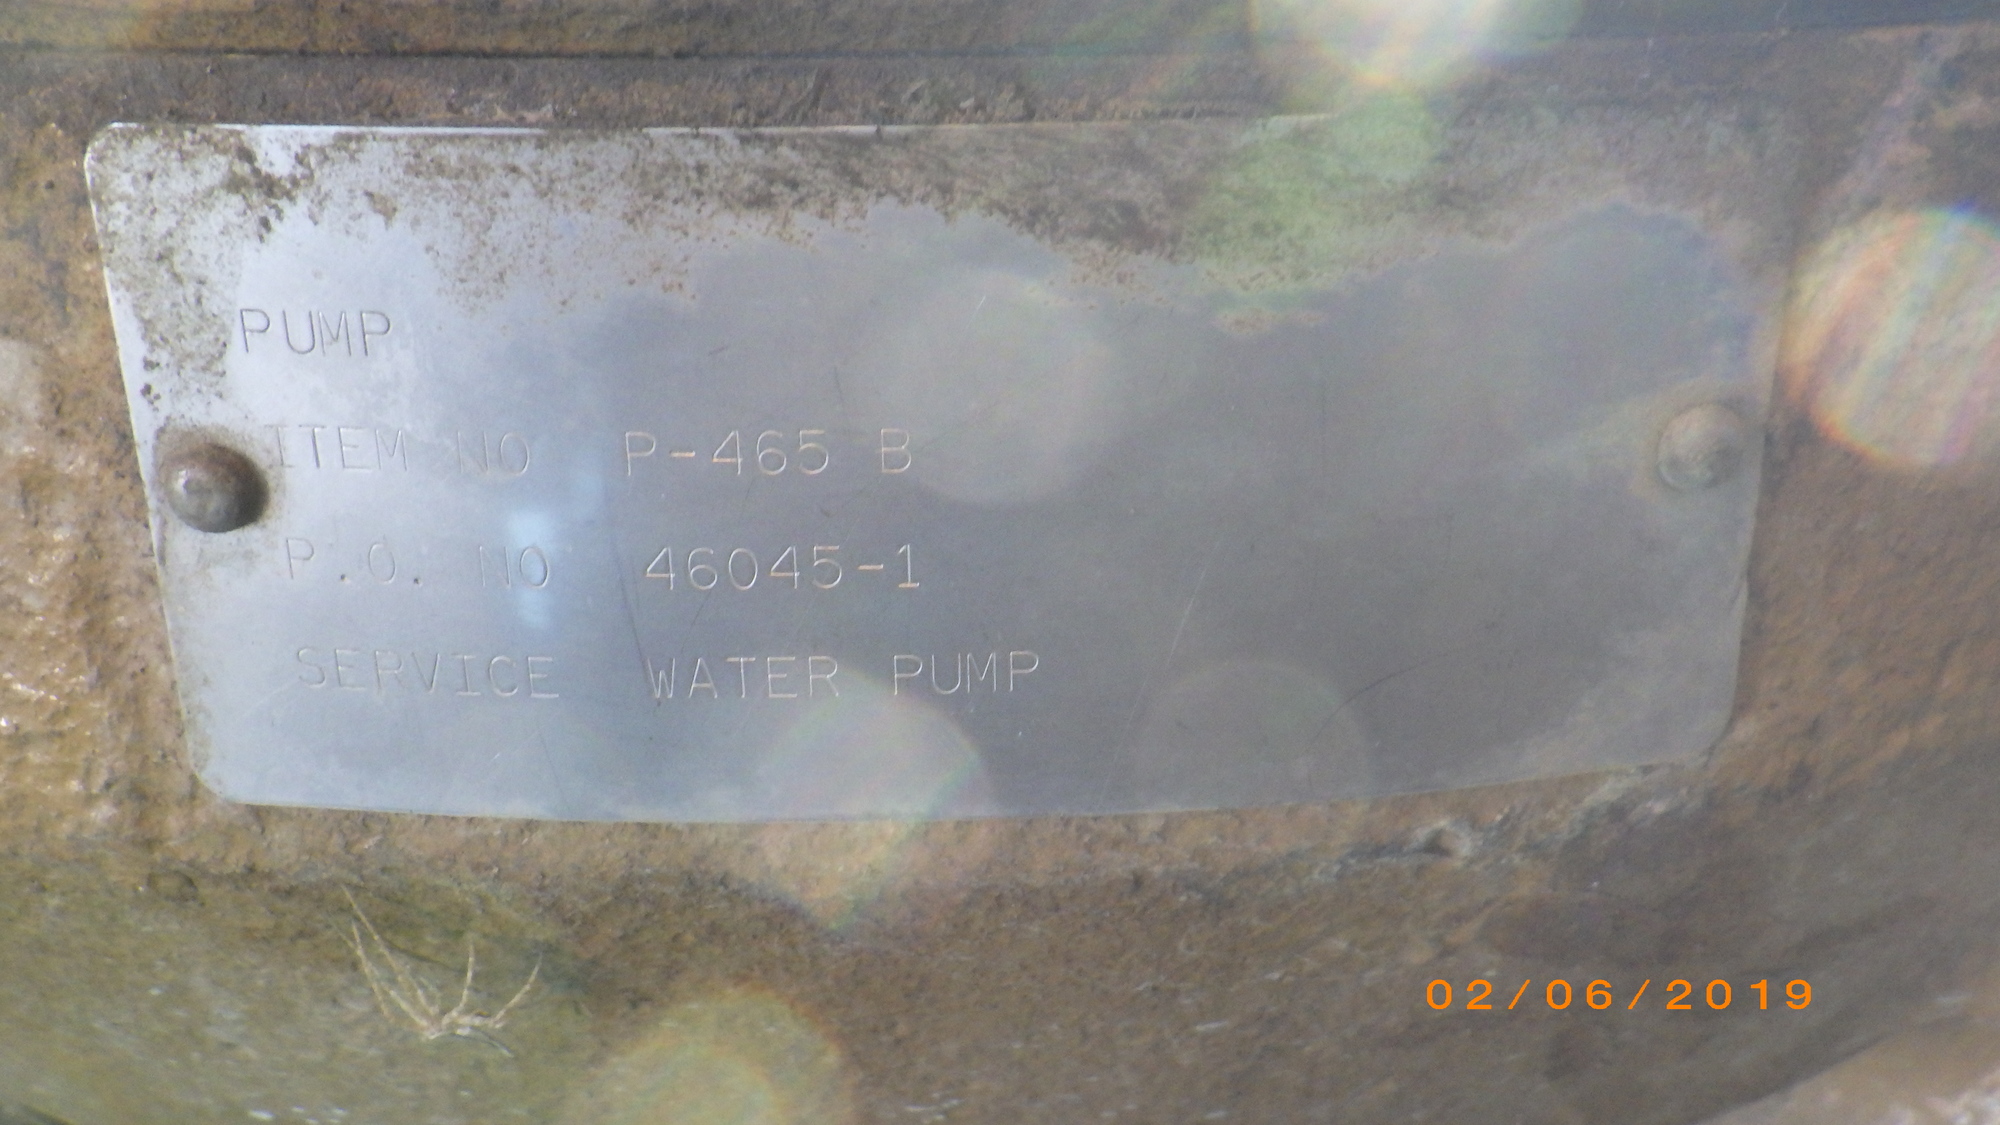 PUMP
ITEM NO P-465 B
P.O. NO 46045-1
SERVICE WATER PUMP
02/06/2019